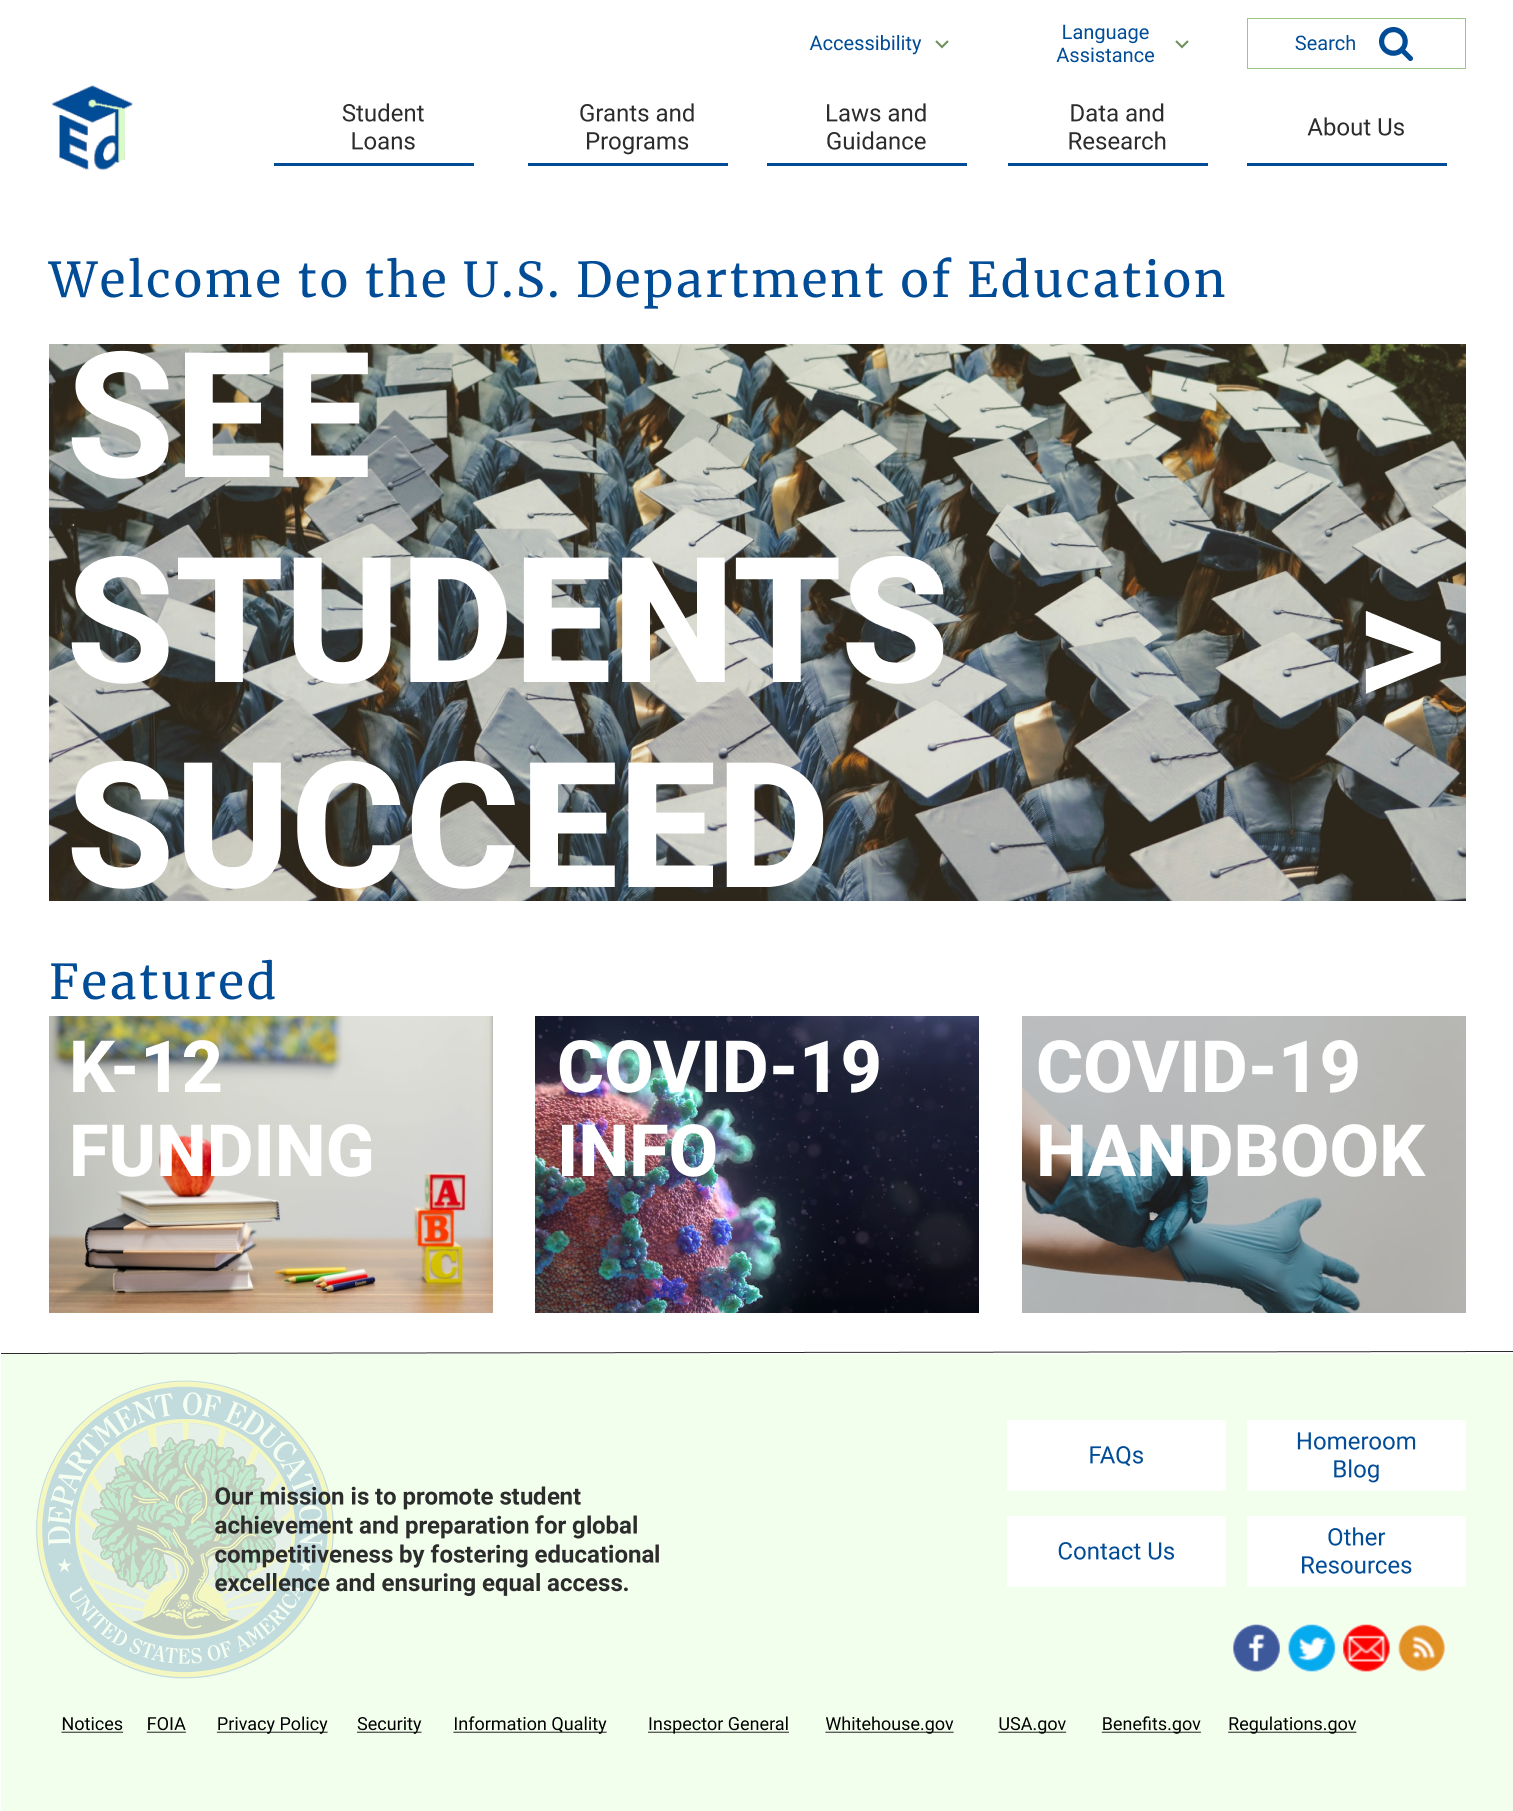 Accessibility
Language
Assistance
Search
Ed
Student
Loans
Grants and
Programs
Laws and
Guidance
Data and
Research
About Us
Welcome to the U.S. Department of Education
SEE
STUDENTS
SUCCEED
>
Featured
K-12
FUNDING
COVID-19
INFO
COVID-19
HANDBOOK
A
B
C
DEPARTMENT OF EDUCATION
UNITED STATES OF AMERICA
Our mission is to promote student
achievement and preparation for global
competitiveness by fostering educational
excellence and ensuring equal access.
FAQs
Homeroom
Blog
Contact Us
Other
Resources
f
Notices FOIA Privacy Policy Security Information Quality Inspector General Whitehouse.gov USA.gov Benefits.gov Regulations.gov